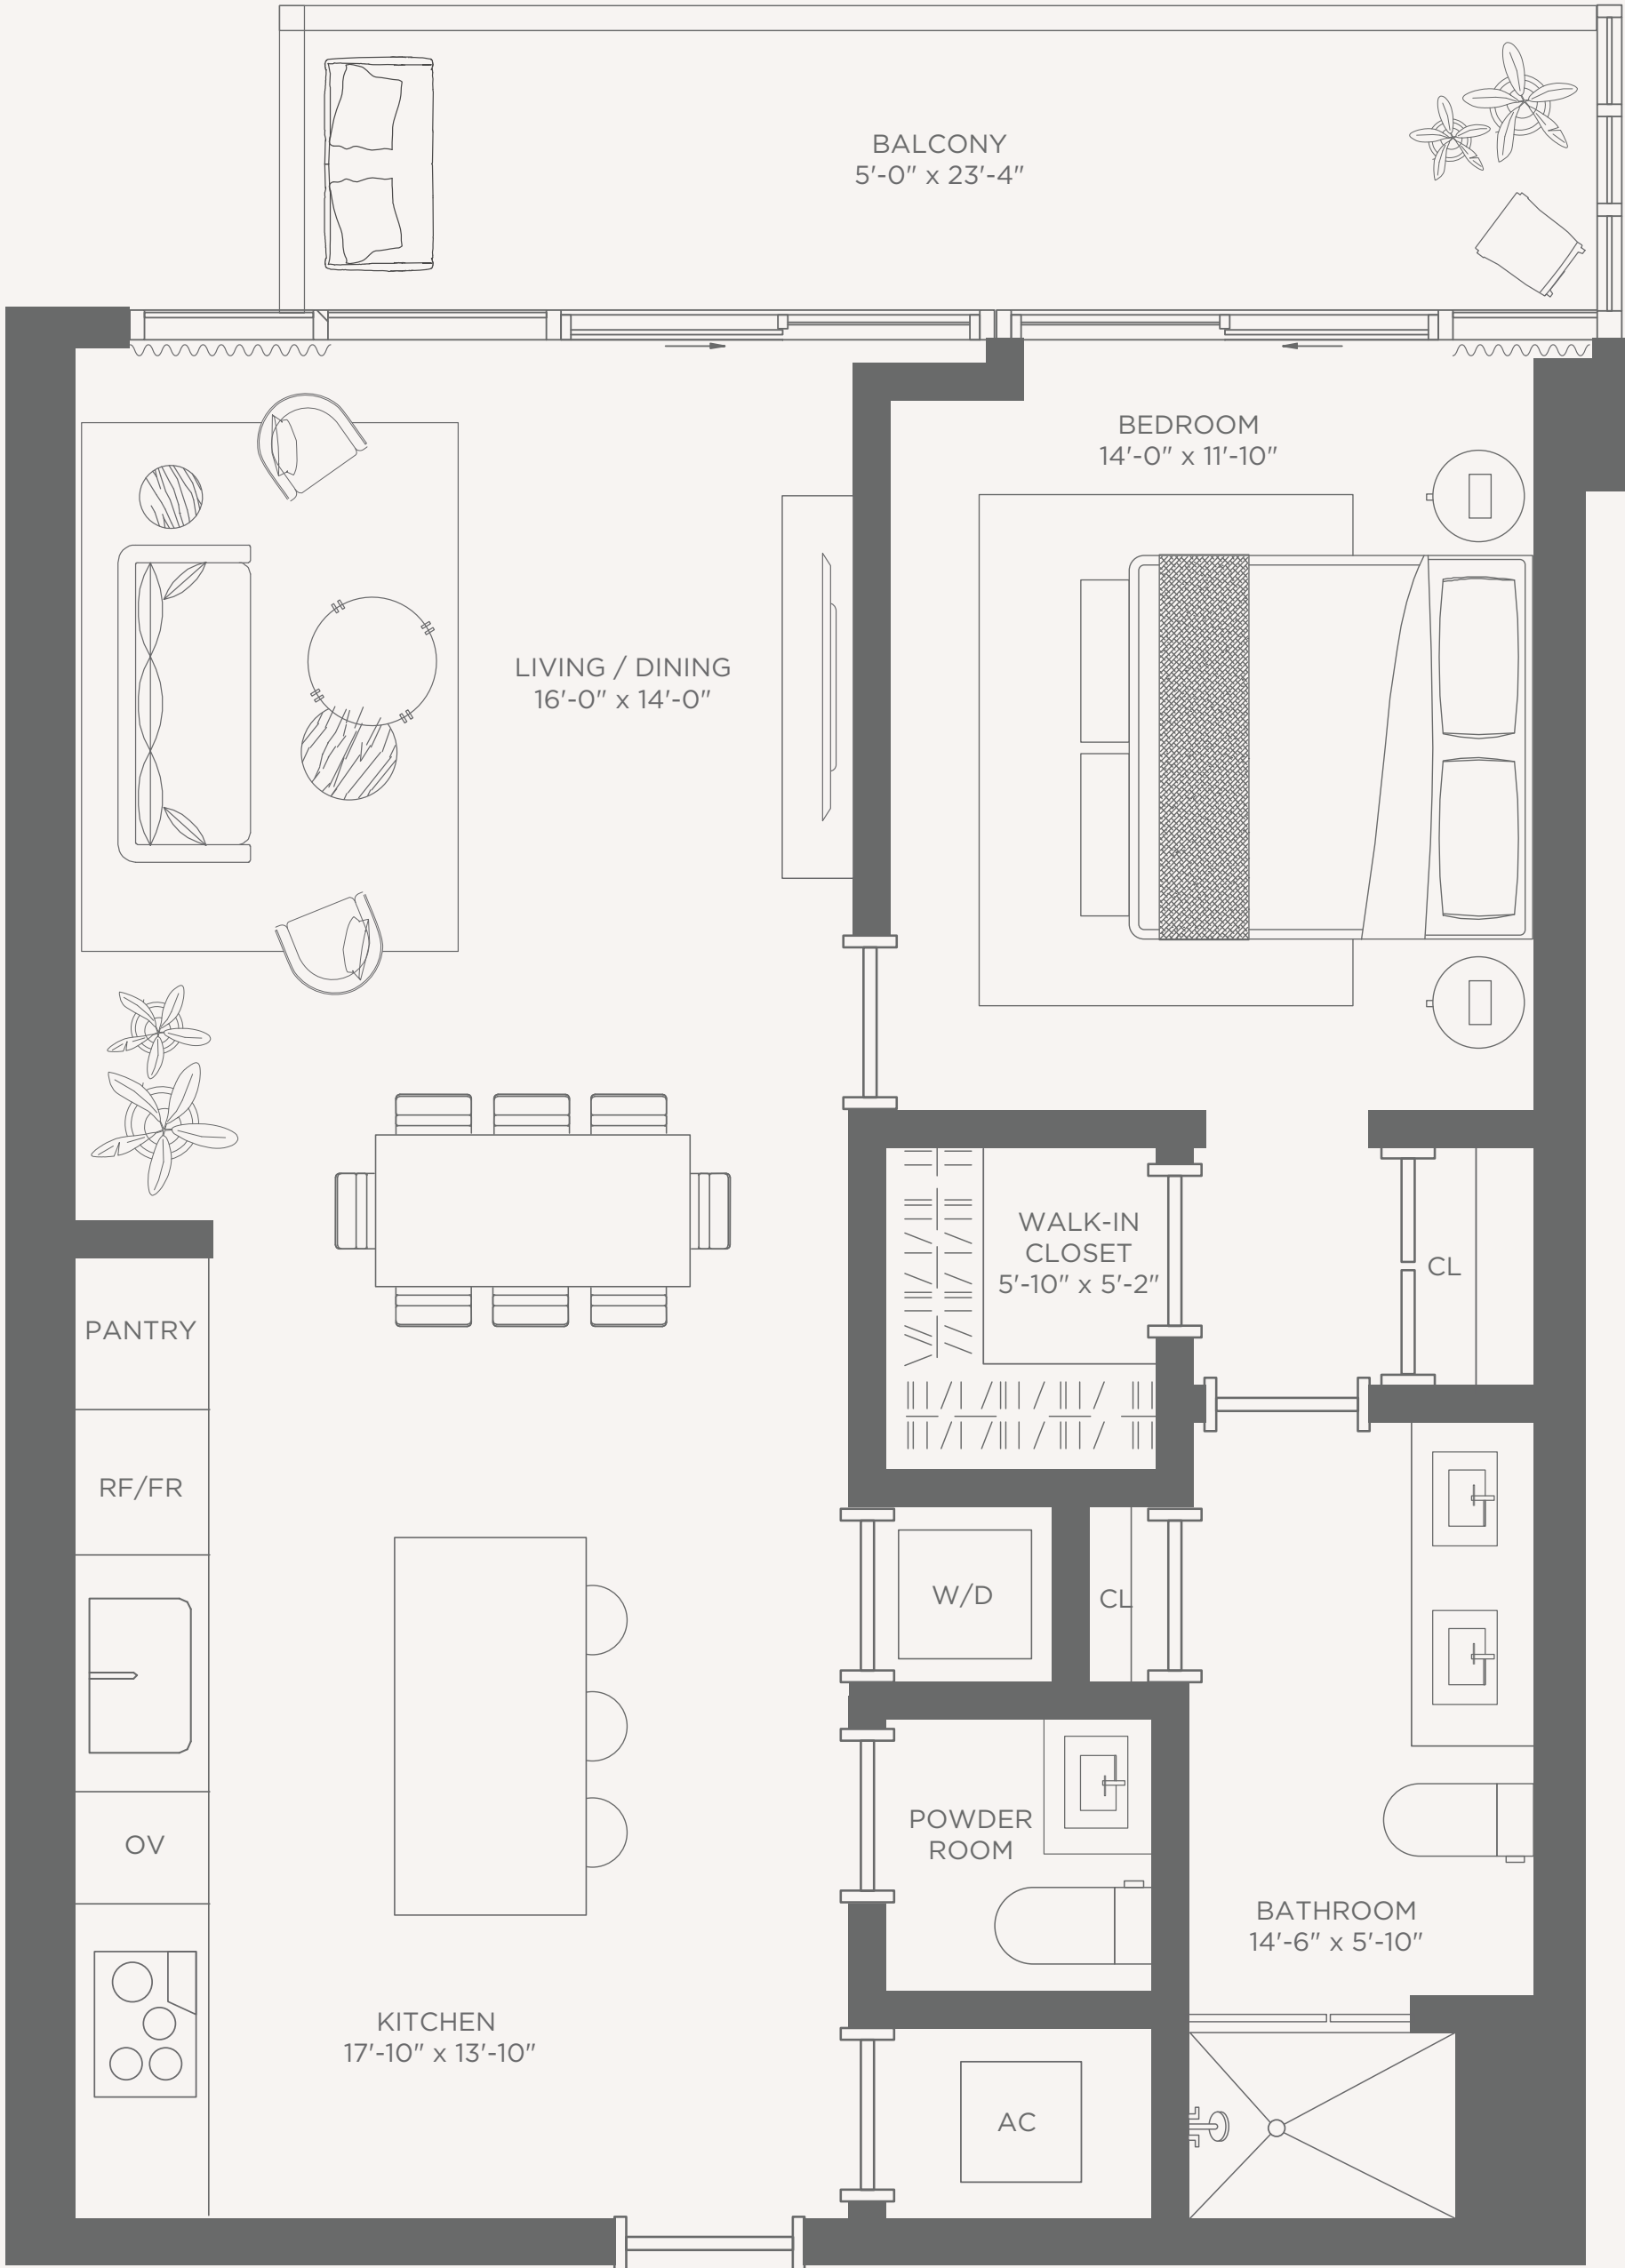 BALCONY
5'-0" x 23'-4"
BEDROOM
14'-0" x 11'-10"
LIVING / DINING
16'-0" x 14'-0"
WALK-IN
CLOSET
5'-10" x 5'-2"
CL
PANTRY
RF/FR
W/D
CL
POWDER
ROOM
OV
BATHROOM
14'-6" x 5'-10"
KITCHEN
17'-10" x 13'-10"
AC